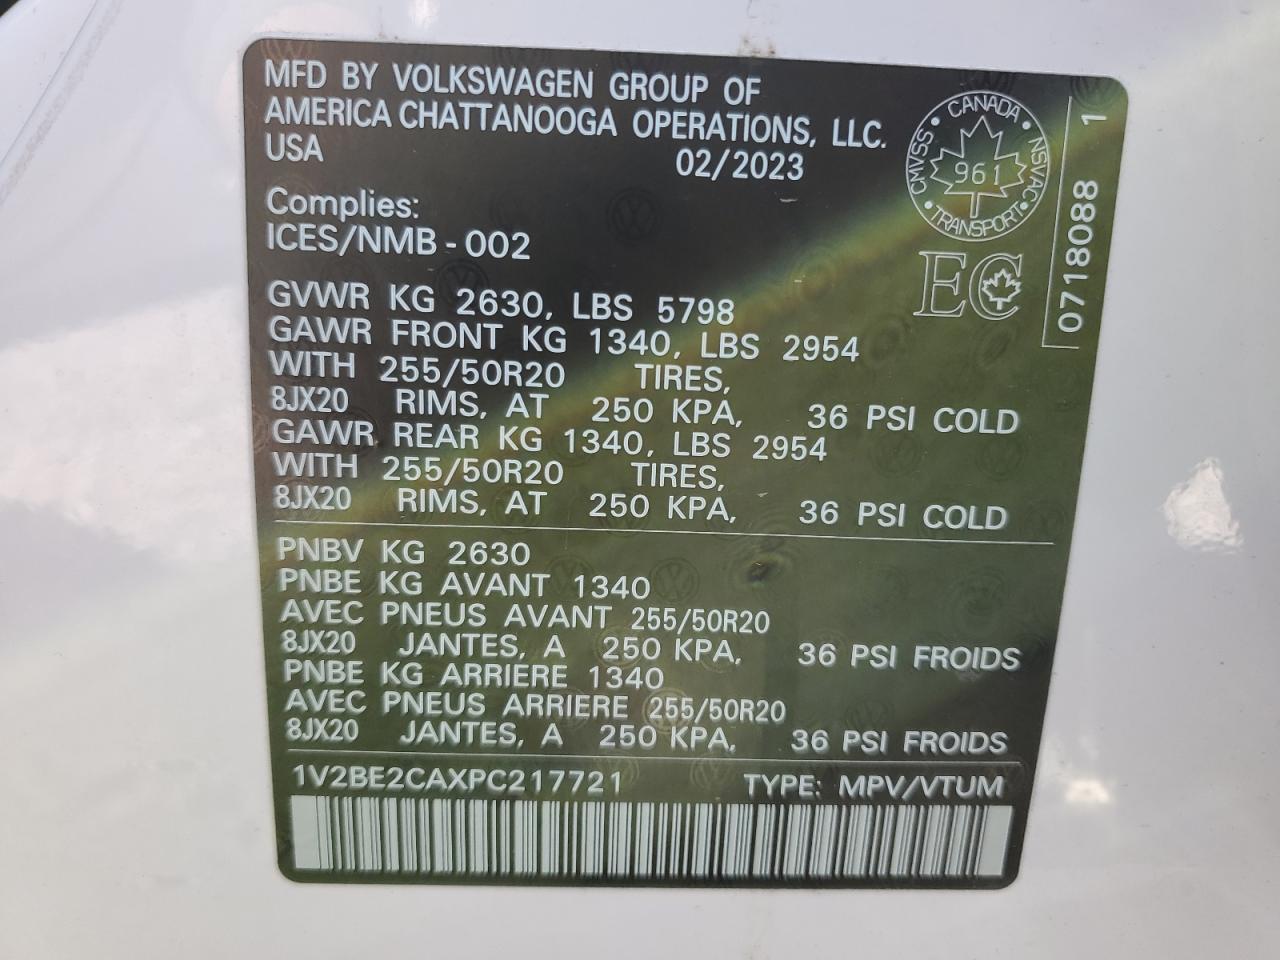 MFD BY VOLKSWAGEN GROUP OF
AMERICA CHATTANOOGA OPERATIONS, LLC.
USA 02/2023
Complies:
ICES/NMB-002
CANADA
CMVSS
NSVAC
961
TRANSPORT
EC
0718088 1
GVWR KG 2630, LBS 5798
GAWR FRONT KG 1340, LBS 2954
WITH 255/50R20 TIRES,
8JX20 RIMS, AT 250 KPA, 36 PSI COLD
GAWR REAR KG 1340, LBS 2954
WITH 255/50R20 TIRES,
8JX20 RIMS, AT 250 KPA, 36 PSI COLD
PNBV KG 2630
PNBE KG AVANT 1340
AVEC PNEUS AVANT 255/50R20
8JX20 JANTES, A 250 KPA, 36 PSI FROIDS
PNBE KG ARRIERE 1340
AVEC PNEUS ARRIERE 255/50R20
8JX20 JANTES, A 250 KPA, 36 PSI FROIDS
1V2BE2CAXPC217721 TYPE: MPV/VTUM